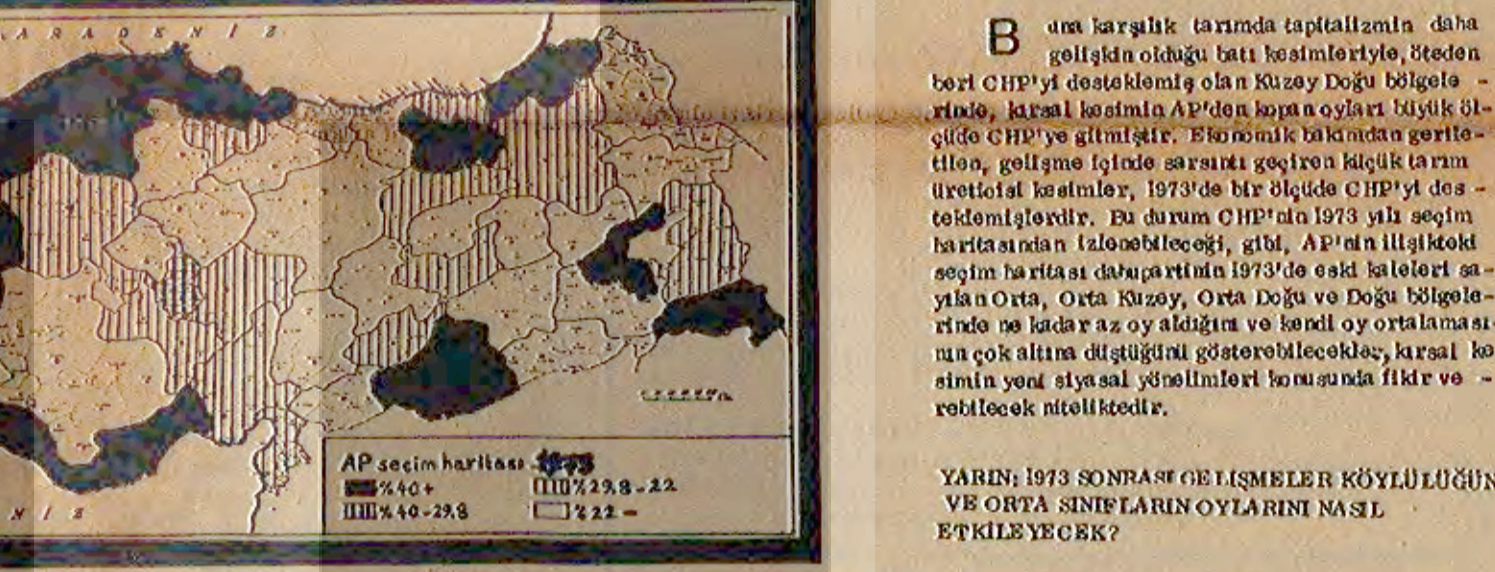 K A R A D E N İ Z
N İ Z
AP seçim haritası 1973
%40+
%29,8-22
%40-29,8
%22-
Buna karşılık tarımda tapitalizmin daha
gelişkin olduğu batı kesimleriyle, öteden
beri CHP'yi desteklemiş olan Kuzey Doğu bölgele -
rinde, kırsal kesimin AP'den kopan oyları büyük öl-
çüde CHP'ye gitmiştir. Ekonomik bakımdan gerile-
tilen, gelişme içinde sarsıntı geçiren küçük tarım
üreticisi kesimler, 1973'de bir ölçüde CHP'yi des -
teklemişlerdir. Bu durum CHP'nin 1973 yılı seçim
haritasından izlenebileceği, gibi, AP'nin ilişikteki
seçim haritası da bu partinin 1973'de eski kaleleri sa-
yılan Orta, Orta Kuzey, Orta Doğu ve Doğu bölgele-
rinde ne kadar az oy aldığını ve kendi oy ortalaması-
nın çok altına düştüğünü gösterebilecekler, kırsal ke
simin yeni siyasal yönelimleri konusunda fikir ve -
rebilecek niteliktedir.
YARIN: 1973 SONRASI GELİŞMELER KÖYLÜLÜĞÜN
VE ORTA SINIFLARIN OYLARINI NASIL
ETKİLEYECEK?